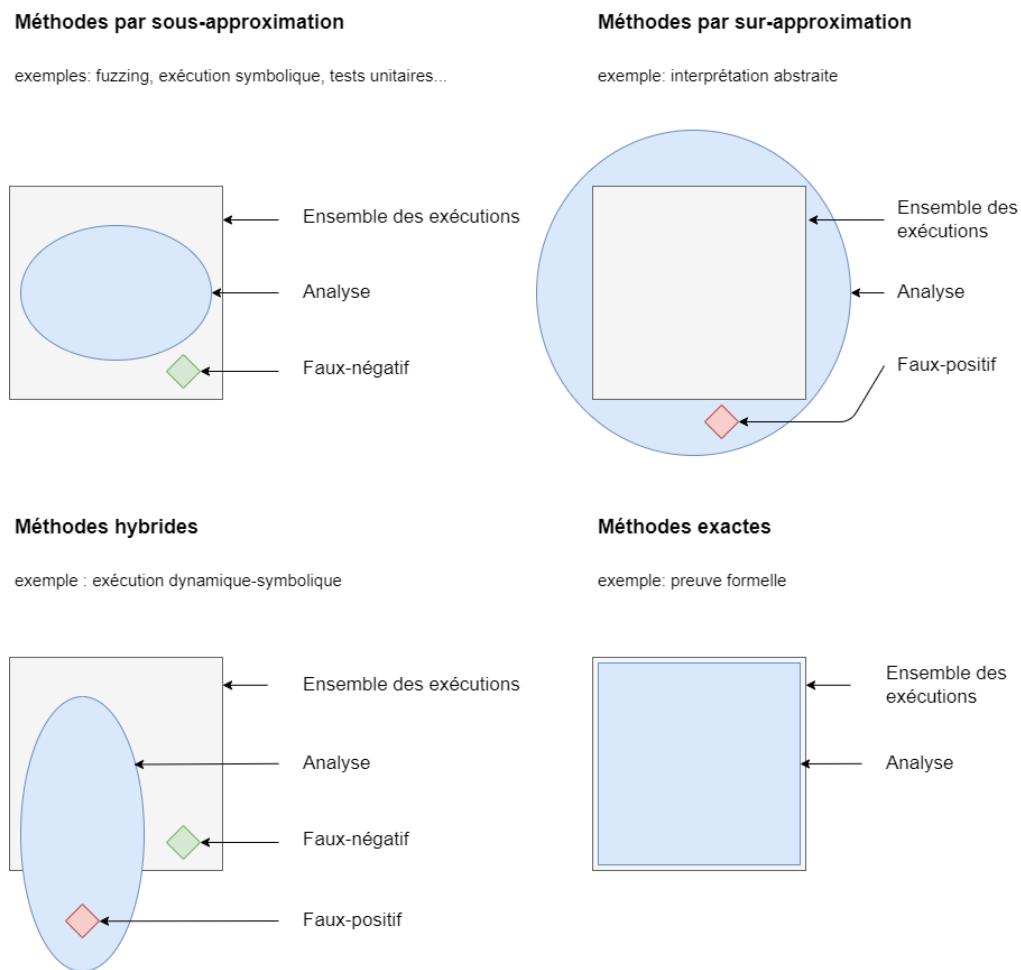 Méthodes par sous-approximation
exemples: fuzzing, exécution symbolique, tests unitaires...
Ensemble des exécutions
Analyse
Faux-négatif
Méthodes par sur-approximation
exemple: interprétation abstraite
Ensemble des
exécutions
Analyse
Faux-positif
Méthodes hybrides
exemple : exécution dynamique-symbolique
Ensemble des exécutions
Analyse
Faux-négatif
Faux-positif
Méthodes exactes
exemple: preuve formelle
Ensemble des
exécutions
Analyse